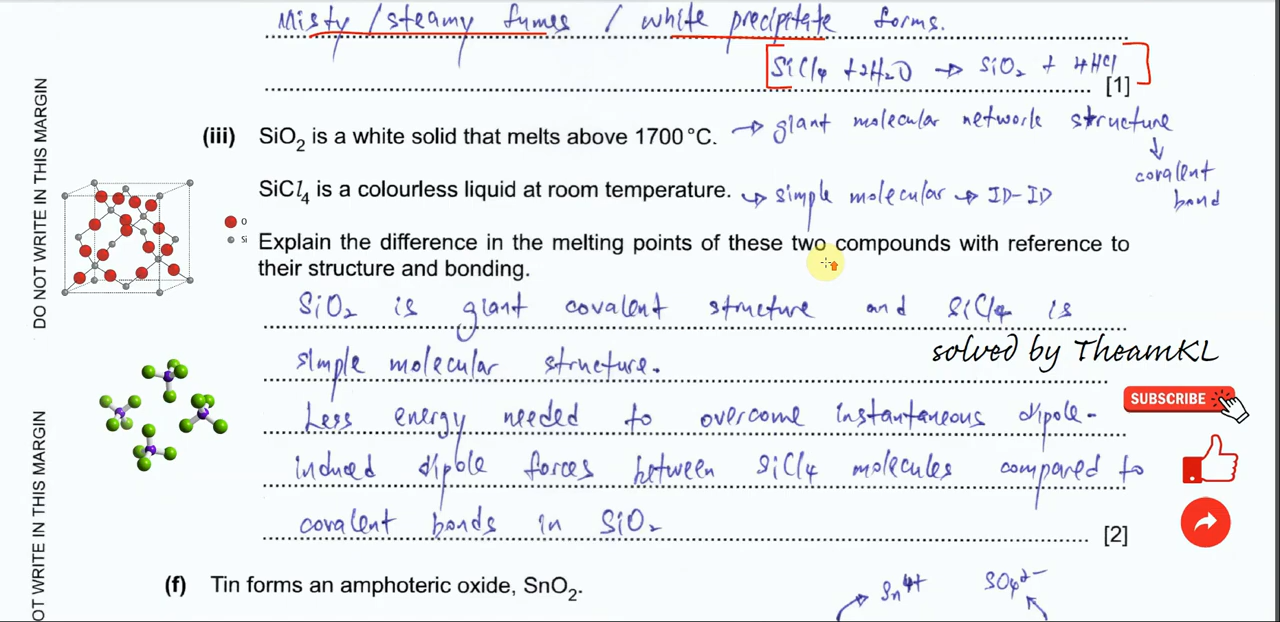 Misty / steamy fumes / white precipitate forms.
[SiCl4 + 2H2O → SiO2 + 4HCl]
[1]
(iii) SiO₂ is a white solid that melts above 1700 °C. → giant molecular network structure
↓
covalent bond
SiCl₄ is a colourless liquid at room temperature. → simple molecular → ID-ID
O
Si
Explain the difference in the melting points of these two compounds with reference to
their structure and bonding.
SiO2 is giant covalent structure and SiCl4 is
simple molecular structure.
solved by TheamKL
SUBSCRIBE
Less energy needed to overcome instantaneous dipole-
induced dipole forces between SiCl4 molecules compared to
covalent bonds in SiO2
[2]
(f) Tin forms an amphoteric oxide, SnO₂.
Sn⁴⁺ SO₄²⁻
DO NOT WRITE IN THIS MARGIN
OT WRITE IN THIS MARGIN